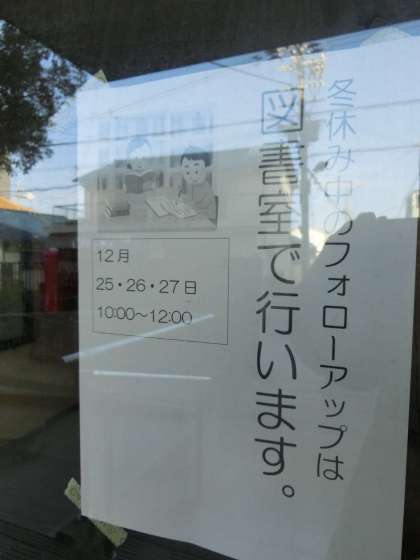 冬休み中のフォローアップは
図書室で行います。
12月
25・26・27日
10:00～12:00